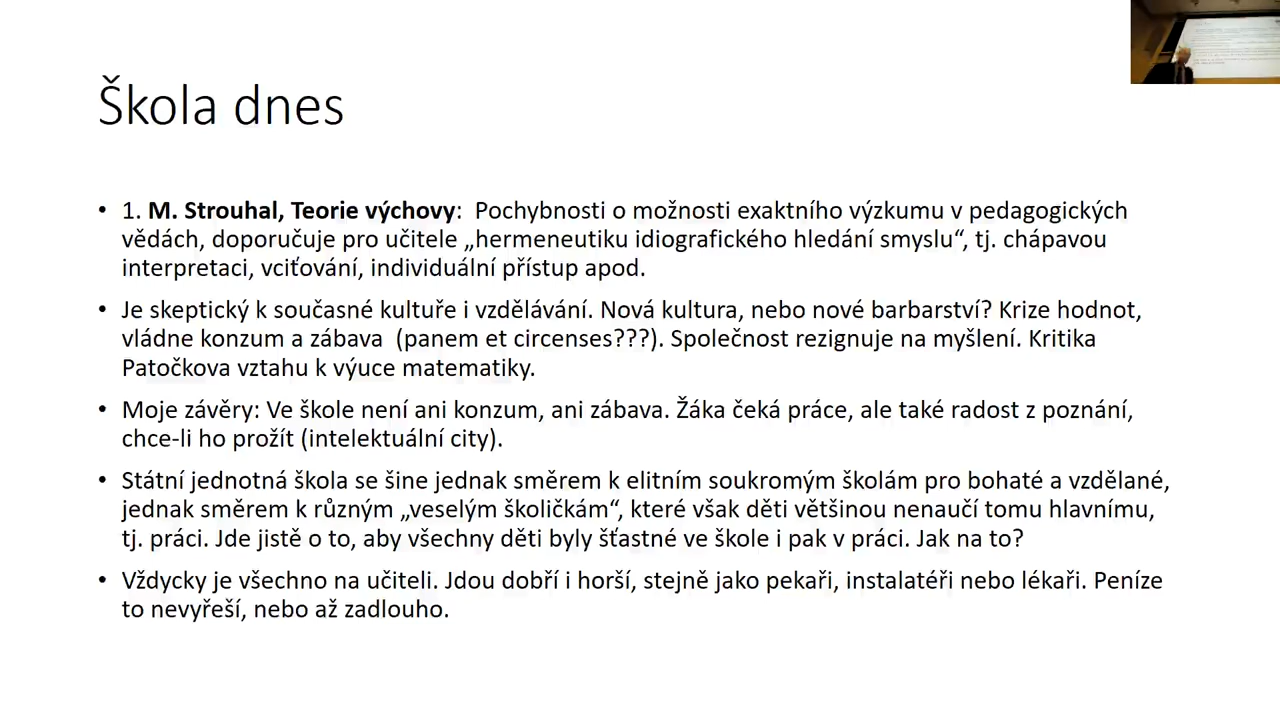 Škola dnes
• 1. M. Strouhal, Teorie výchovy:  Pochybnosti o možnosti exaktního výzkumu v pedagogických
vědách, doporučuje pro učitele „hermeneutiku idiografického hledání smyslu“, tj. chápavou
interpretaci, vciťování, individuální přístup apod.
• Je skeptický k současné kultuře i vzdělávání. Nová kultura, nebo nové barbarství? Krize hodnot,
vládne konzum a zábava  (panem et circenses???). Společnost rezignuje na myšlení. Kritika
Patočkova vztahu k výuce matematiky.
• Moje závěry: Ve škole není ani konzum, ani zábava. Žáka čeká práce, ale také radost z poznání,
chce-li ho prožít (intelektuální city).
• Státní jednotná škola se šine jednak směrem k elitním soukromým školám pro bohaté a vzdělané,
jednak směrem k různým „veselým školičkám“, které však děti většinou nenaučí tomu hlavnímu,
tj. práci. Jde jistě o to, aby všechny děti byly šťastné ve škole i pak v práci. Jak na to?
• Vždycky je všechno na učiteli. Jdou dobří i horší, stejně jako pekaři, instalatéři nebo lékaři. Peníze
to nevyřeší, nebo až zadlouho.